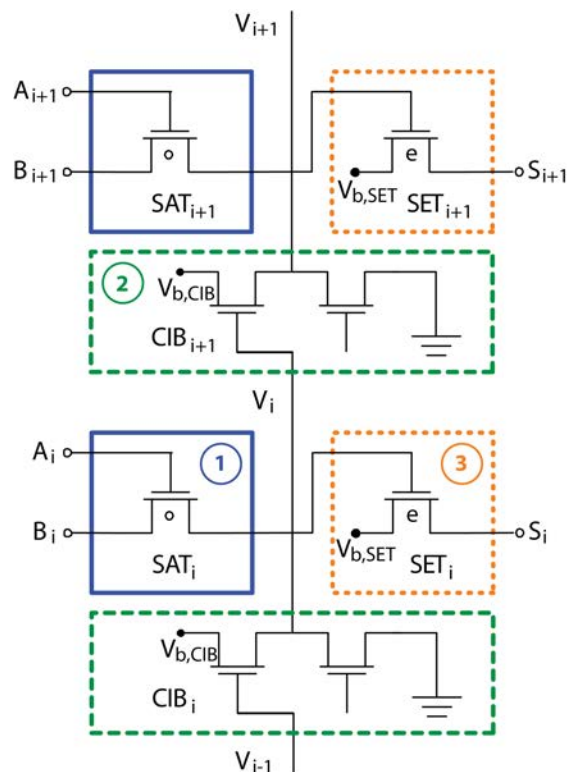 V_{i+1}
A_{i+1}
B_{i+1}
o
e
V_{b,SET}
S_{i+1}
SAT_{i+1}
SET_{i+1}
2
V_{b,CIB}
CIB_{i+1}
V_i
A_i
1
3
B_i
o
e
V_{b,SET}
S_i
SAT_i
SET_i
V_{b,CIB}
CIB_i
V_{i-1}